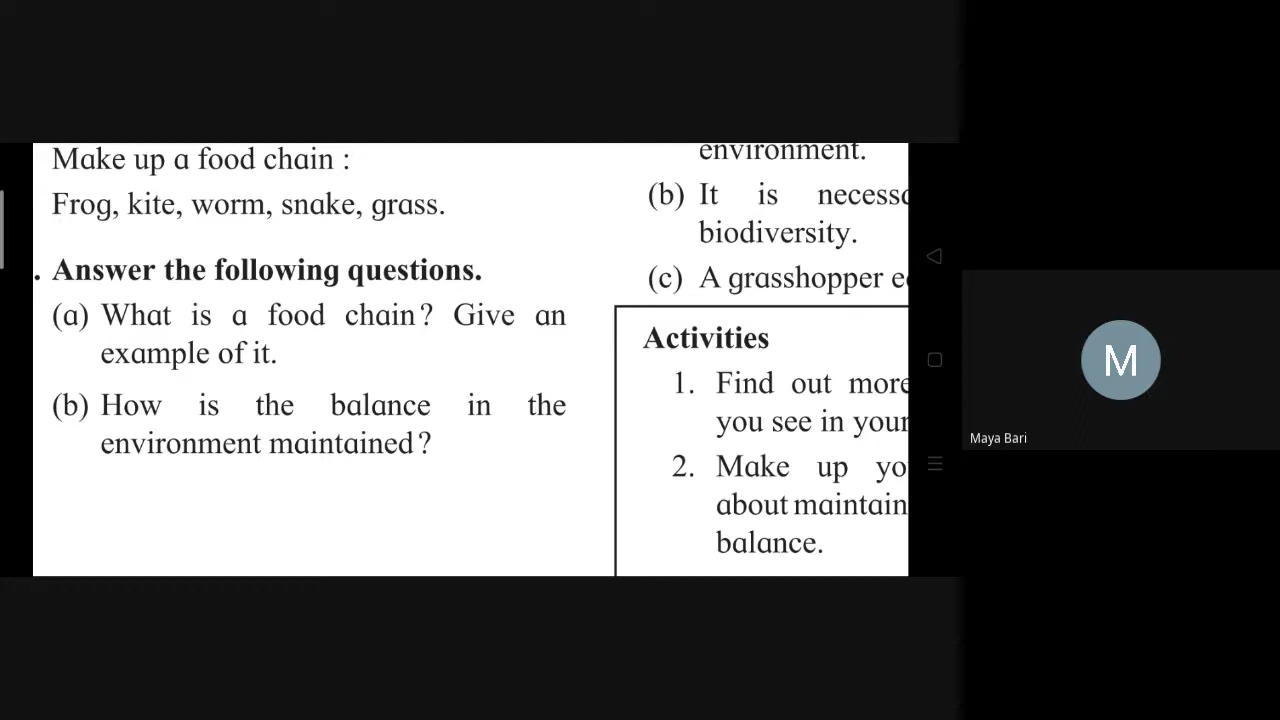 Make up a food chain :
Frog, kite, worm, snake, grass.
. Answer the following questions.
(a) What is a food chain? Give an
example of it.
(b) How is the balance in the
environment maintained?
environment.
(b) It is
biodiversity.
(c) A grasshopper
Activities
1. Find out more
you see in your
2. Make up
about maintain
balance.
M
Maya Bari